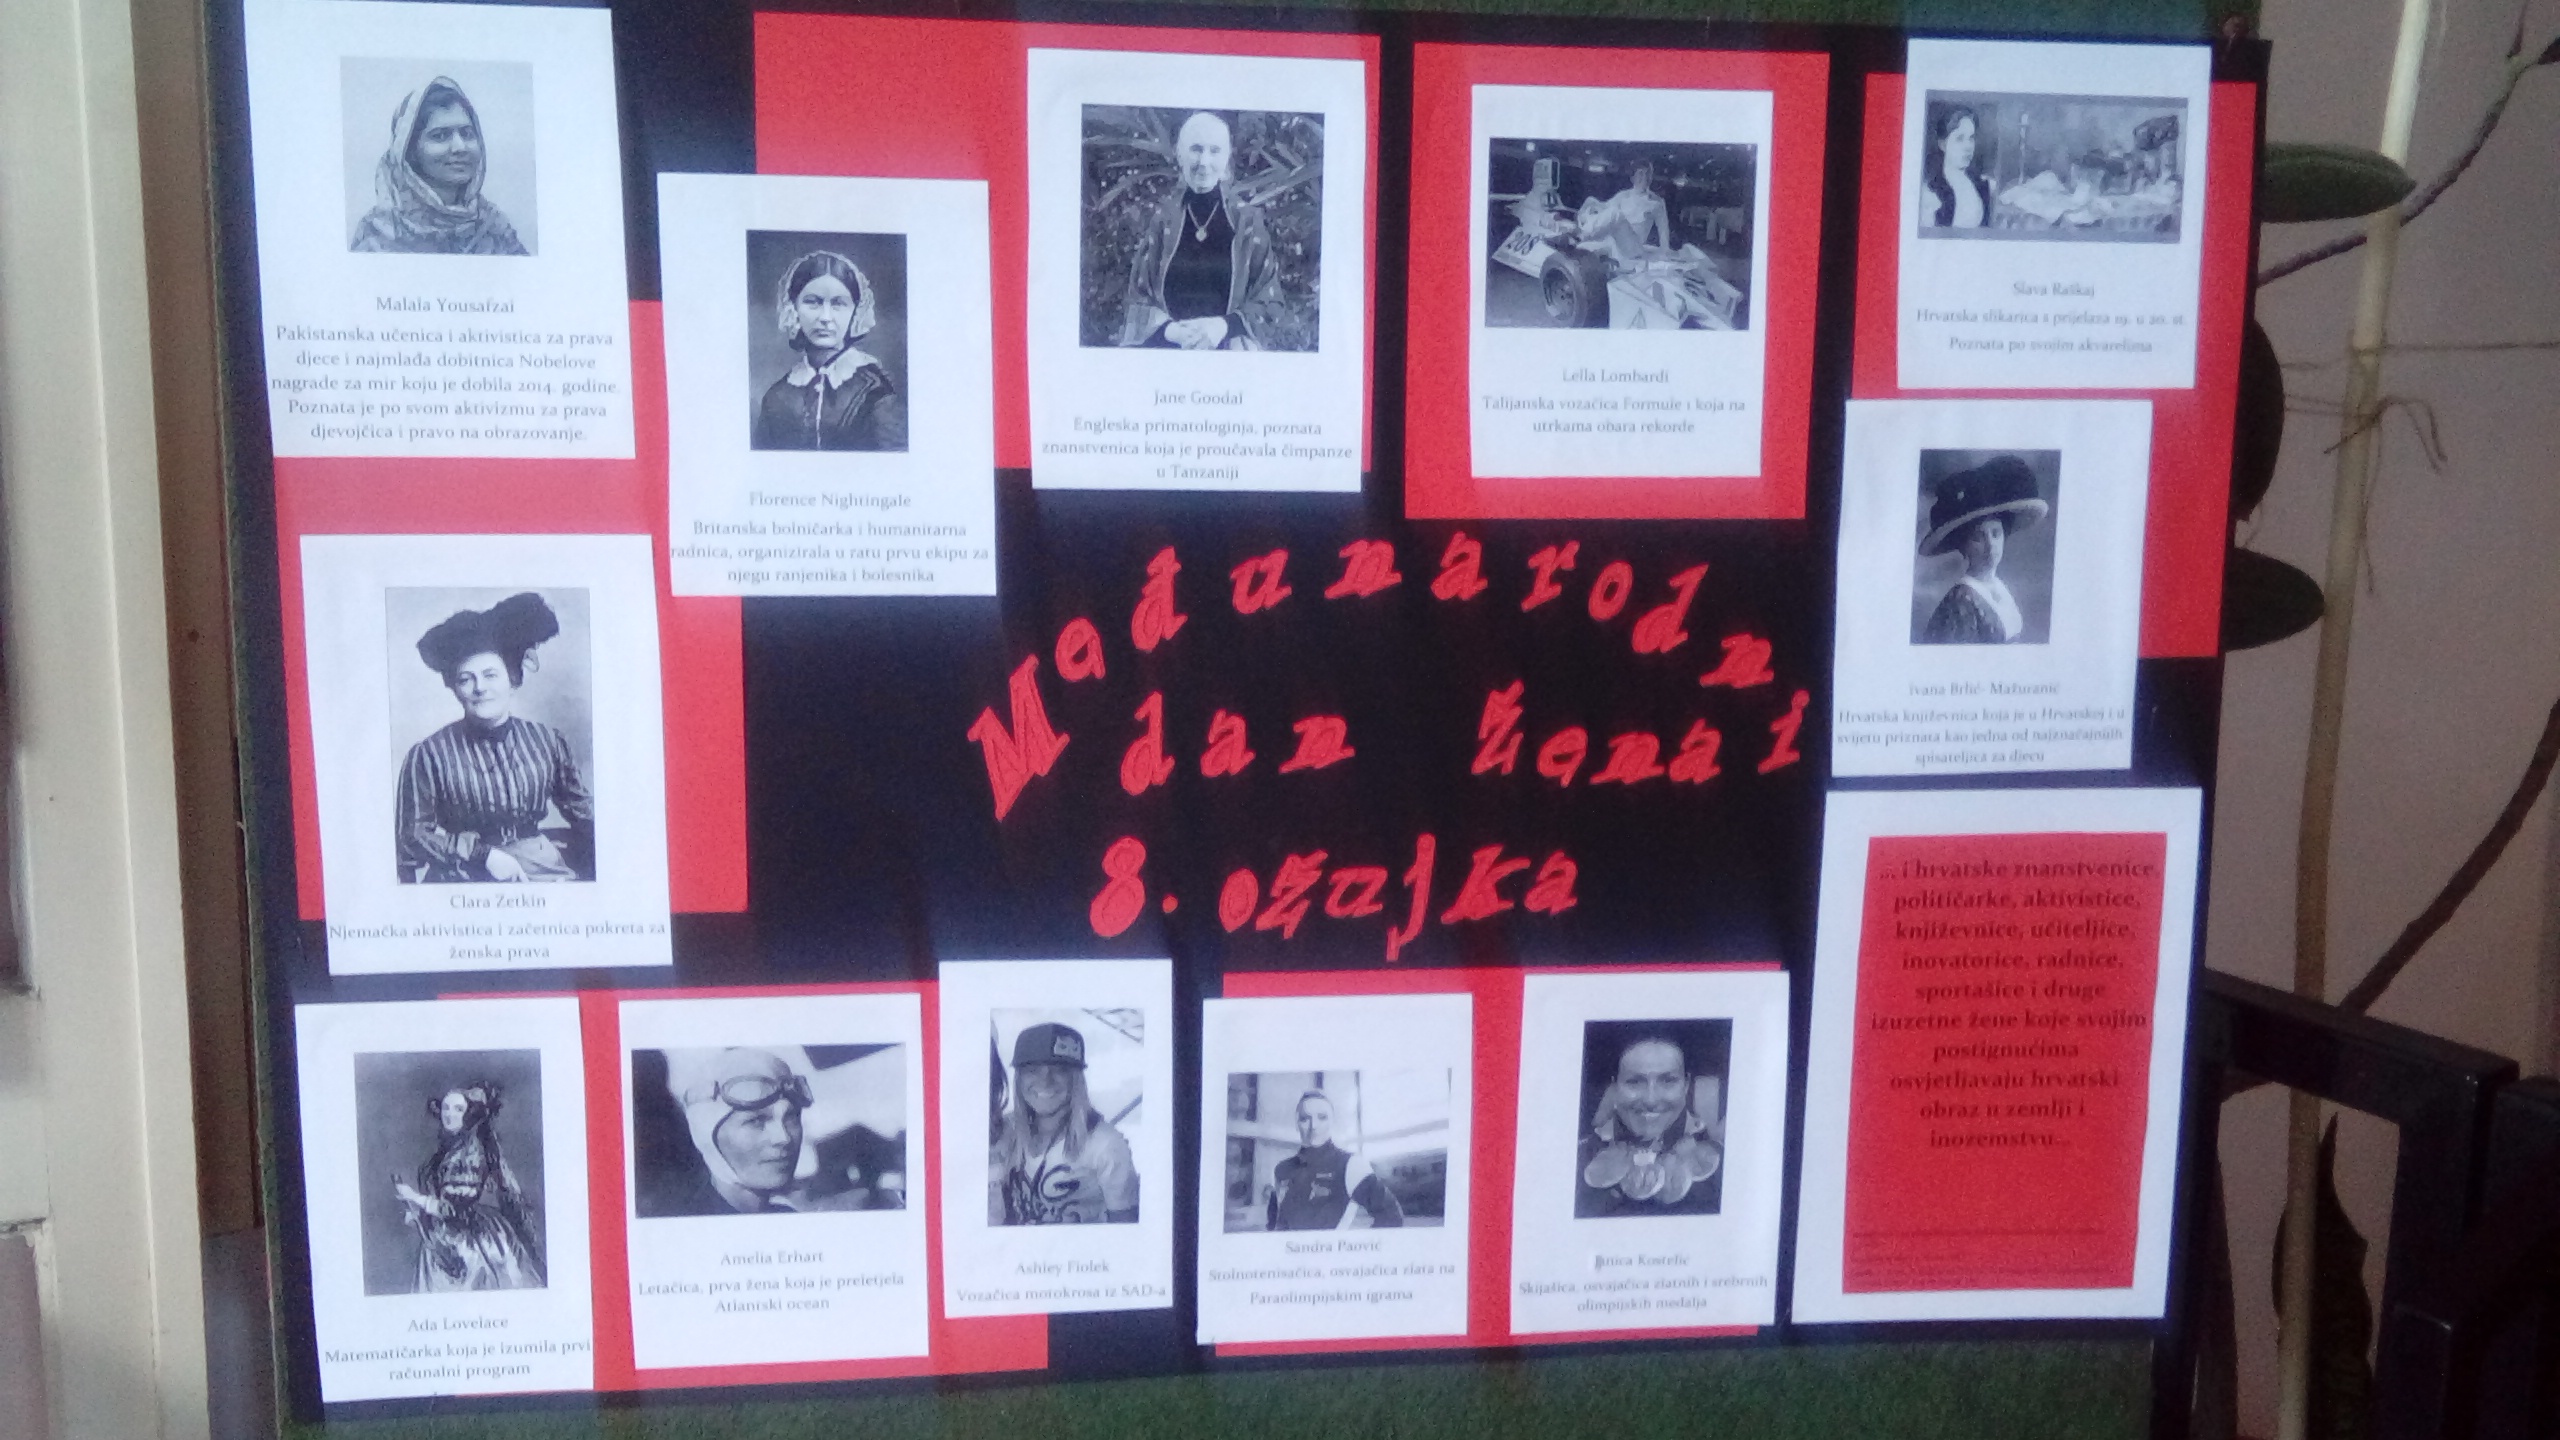 Malala Yousafzai
Pakistanska učenica i aktivistica za prava
djece i najmlađa dobitnica Nobelove
nagrade za mir koju je dobila 2014. godine.
Poznata je po svom aktivizmu za prava
djevojčica i pravo na obrazovanje.
Florence Nightingale
Britanska bolničarka i humanitarna
radnica, organizirala u ratu prvu ekipu za
njegu ranjenika i bolesnika
Jane Goodal
Engleska primatologinja, poznata
znanstvenica koja je proučavala čimpanze
u Tanzaniji
Lella Lombardi
Talijanska vozačica Formule 1 koja na
utrkama obara rekorde
208
Slava Raškaj
Hrvatska slikarica s prijelaza 19. u 20. st.
Poznata po svojim akvarelima
Ivana Brlić- Mažuranić
Hrvatska književnica koja je u Hrvatskoj i u
svijetu priznata kao jedna od najznačajnijih
spisateljica za djecu
Međunarodni
dan žena
8. ožujka
Clara Zetkin
Njemačka aktivistica i začetnica pokreta za
ženska prava
Ada Lovelace
Matematičarka koja je izumila prvi
računalni program
Amelia Erhart
Letačica, prva žena koja je preletjela
Atlantski ocean
Ashley Fiolek
Vozačica motokrosa iz SAD-a
Sandra Paović
Stolnotenisačica, osvajačica zlata na
Paraolimpijskim igrama
Janica Kostelić
Skijašica, osvajačica zlatnih i srebrnih
olimpijskih medalja
... i hrvatske znanstvenice,
političarke, aktivistice,
književnice, učiteljice,
inovatorice, radnice,
sportašice i druge
izuzetne žene koje svojim
postignućima
osvjetljavaju hrvatski
obraz u zemlji i
inozemstvu...